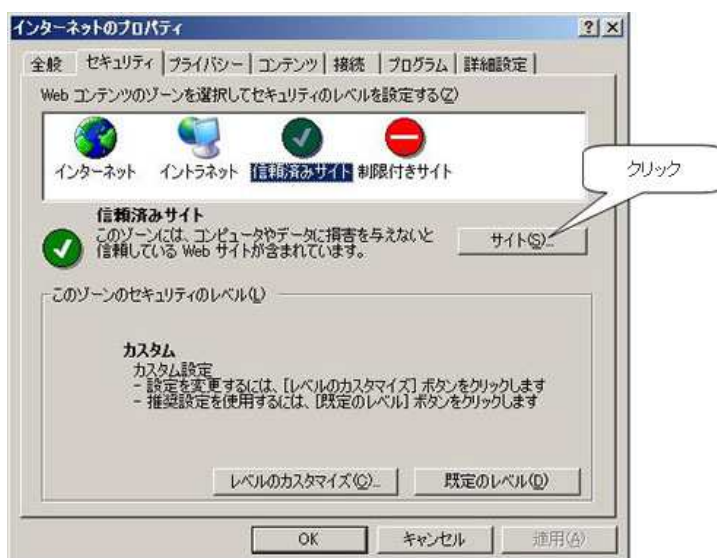 インターネットのプロパティ
全般 セキュリティ プライバシー コンテンツ 接続 プログラム 詳細設定
Web コンテンツのゾーンを選択してセキュリティのレベルを設定する(Z)
インターネット イントラネット 信頼済みサイト 制限付きサイト
クリック
信頼済みサイト
このゾーンには、コンピュータやデータに損害を与えないと
信頼している Web サイトが含まれています。
サイト(S)...
このゾーンのセキュリティのレベル(L)
カスタム
カスタム設定
- 設定を変更するには、[レベルのカスタマイズ] ボタンをクリックします
- 推奨設定を使用するには、[既定のレベル] ボタンをクリックします
レベルのカスタマイズ(C)... 既定のレベル(D)
OK キャンセル 適用(A)